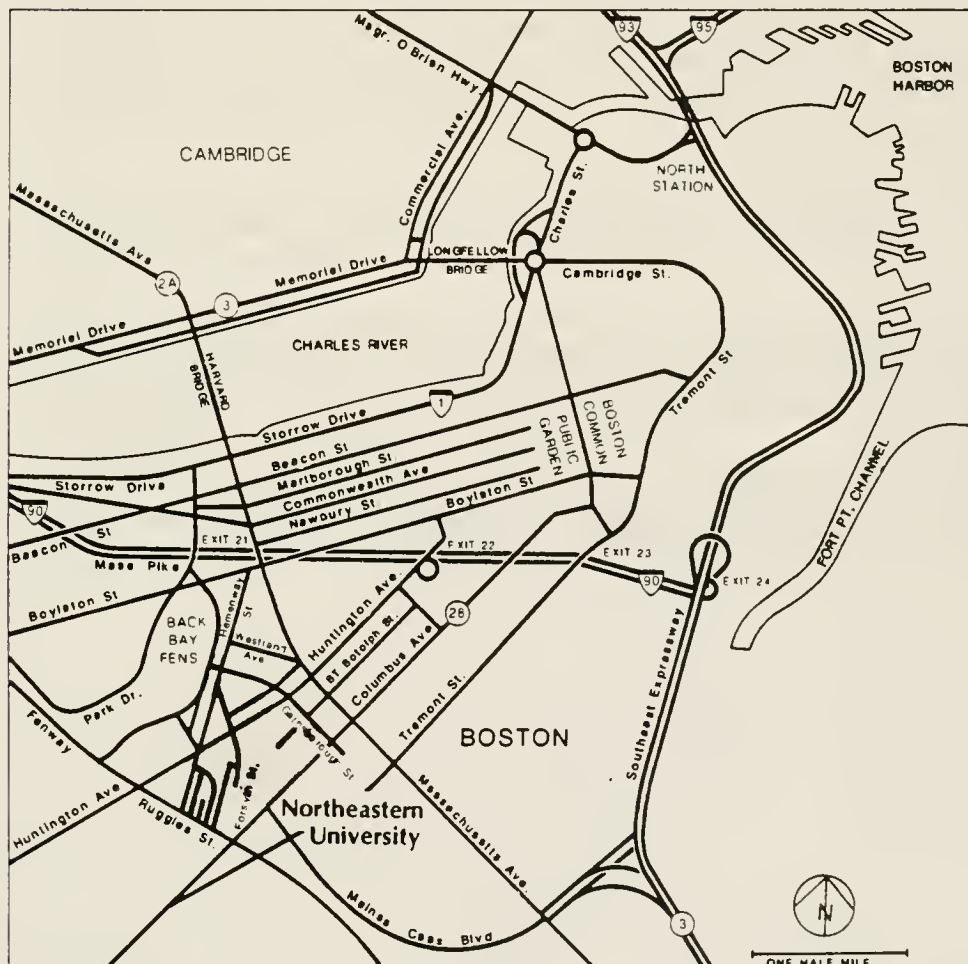 93
95
BOSTON
HARBOR
Msgr. O'Brien Hwy.
CAMBRIDGE
Commercial Ave.
NORTH
STATION
Charles St.
Massachusetts Ave
LONGFELLOW
BRIDGE
Cambridge St.
2A
Memorial Drive
3
Memorial Drive
HARVARD
BRIDGE
CHARLES RIVER
Tremont St
1
Storrow Drive
BOSTON COMMON
PUBLIC
GARDEN
Beacon St
Marlborough St.
Commonwealth Ave
Newbury St.
Boylston St
Storrow Drive
90
Beacon St
EXIT 21
Mass Pike
EXIT 22
EXIT 23
90
EXIT 24
FORT PT. CHANNEL
Boylston St
Hemenway
St
Huntington Ave.
28
BACK
BAY
FENS
Westland
Ave
ST Botolph St.
Columbus Ave
Tremont St.
Park Dr.
Fenway
Gainsborough St
BOSTON
Southeast Expressway
Huntington Ave
Ruggles St.
Forsyth St.
Northeastern
University
Massachusetts Ave.
Melnea
Cass Blvd
3
N
ONE HALF MILE